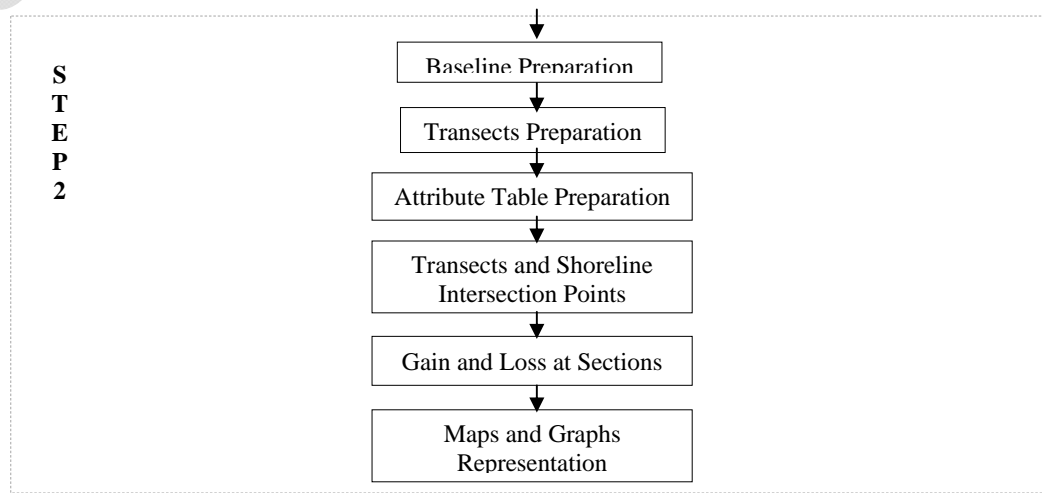 S
T
E
P
2
Baseline Preparation
Transects Preparation
Attribute Table Preparation
Transects and Shoreline
Intersection Points
Gain and Loss at Sections
Maps and Graphs
Representation